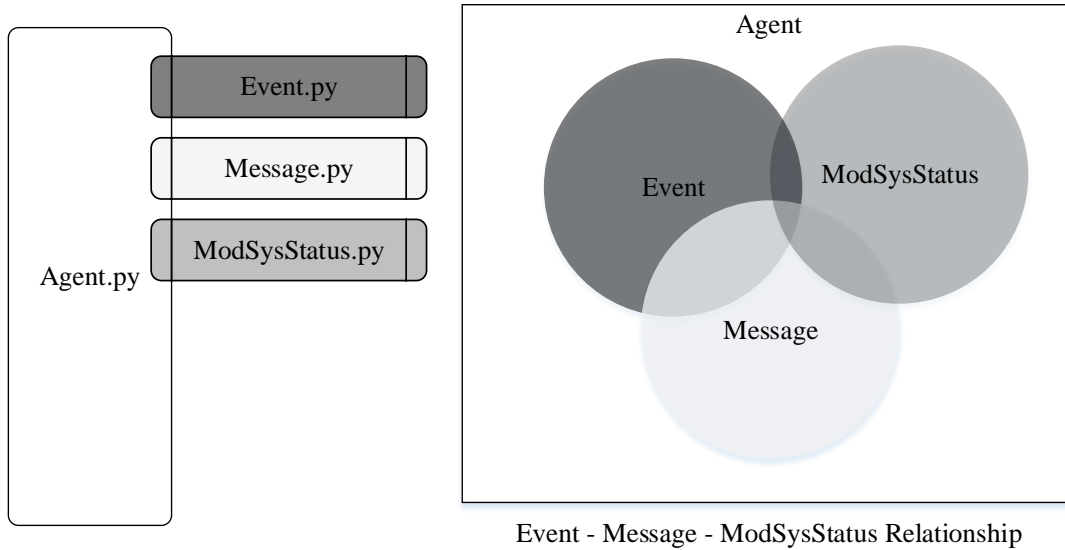 Event.py
Message.py
ModSysStatus.py
Agent.py
Agent
Event
ModSysStatus
Message
Event - Message - ModSysStatus Relationship